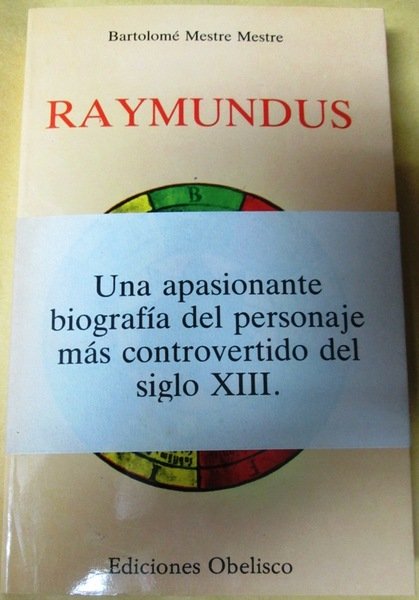 Bartolomé Mestre Mestre
RAYMUNDUS
B
Una apasionante
biografía del personaje
más controvertido del
siglo XIII.
Ediciones Obelisco